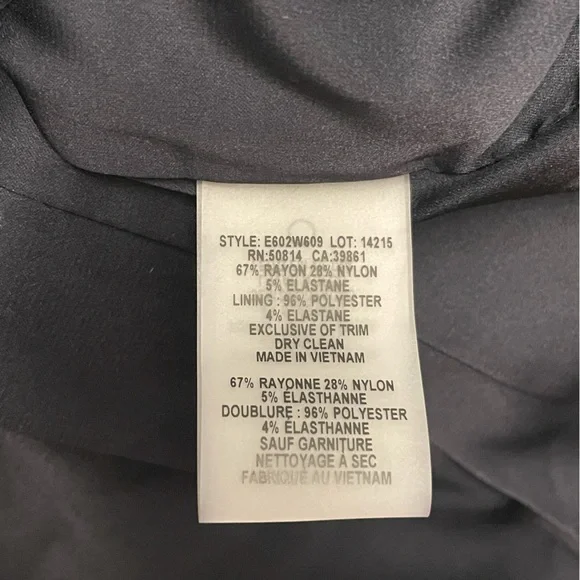 STYLE: E602W609 LOT: 14215
RN:50814 CA:39861
67% RAYON 28% NYLON
5% ELASTANE
LINING : 96% POLYESTER
4% ELASTANE
EXCLUSIVE OF TRIM
DRY CLEAN
MADE IN VIETNAM
67% RAYONNE 28% NYLON
5% ÉLASTHANNE
DOUBLURE : 96% POLYESTER
4% ÉLASTHANNE
SAUF GARNITURE
NETTOYAGE À SEC
FABRIQUÉ AU VIETNAM